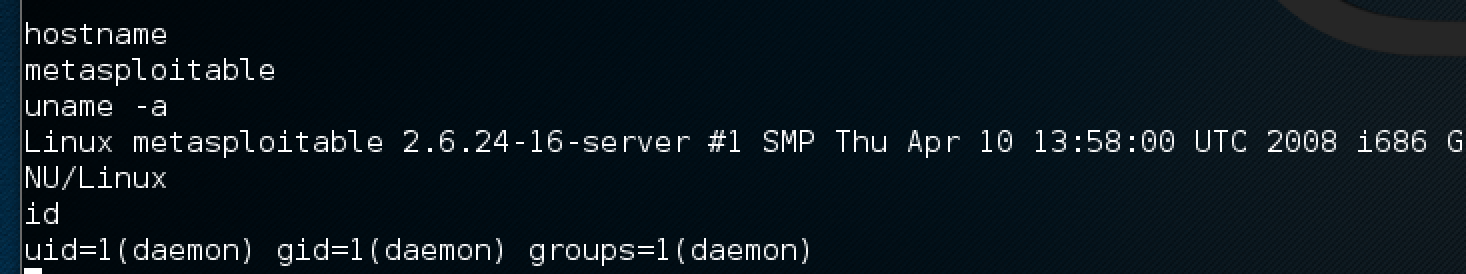 hostname
metasploitable
uname -a
Linux metasploitable 2.6.24-16-server #1 SMP Thu Apr 10 13:58:00 UTC 2008 i686 G
NU/Linux
id
uid=1(daemon) gid=1(daemon) groups=1(daemon)